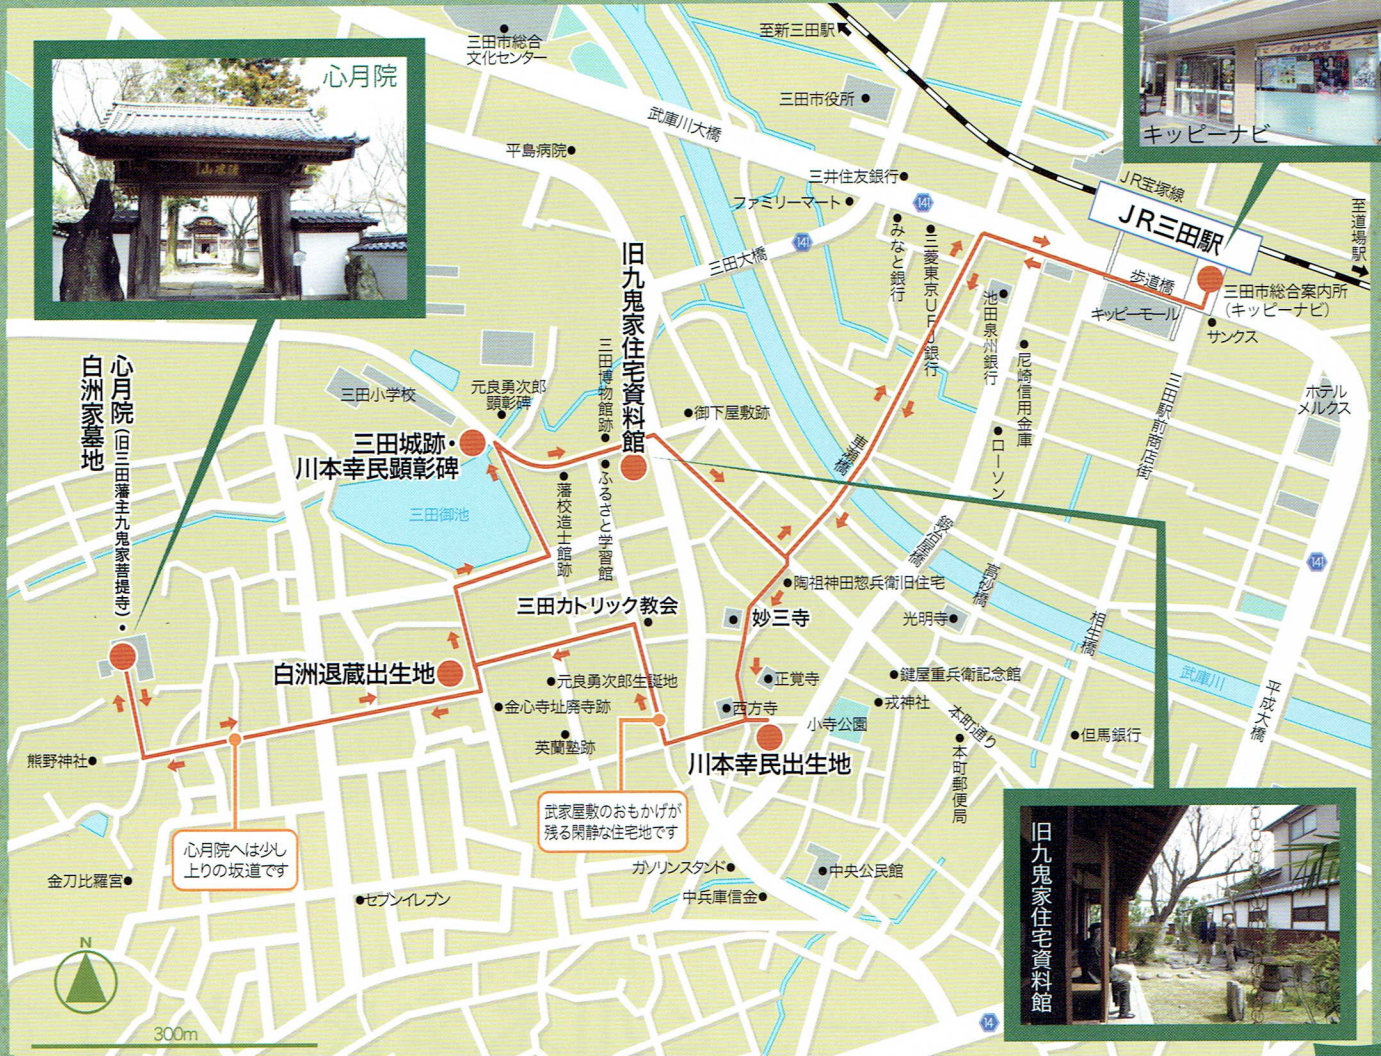 三田市総合
文化センター
至新三田駅
三田市役所
武庫川大橋
平島病院
三井住友銀行
ファミリーマート
141
みなと銀行
三菱東京UFJ銀行
141
三田大橋
心月院
キッピーナビ
JR宝塚線
JR三田駅
至道場駅
歩道橋
三田市総合案内所
(キッピーナビ)
キッピーモール
サンクス
池田泉州銀行
尼崎信用金庫
ローソン
三田駅前商店街
ホテル
メルクス
旧九鬼家住宅資料館
三田博物館跡
元良勇次郎
顕彰碑
三田小学校
御下屋敷跡
車瀬橋
三田城跡・
川本幸民顕彰碑
三田御池
藩校造士館跡
ふるさと学習館
心月院(旧三田藩主九鬼家菩提寺)
白洲家墓地
鍛冶屋橋
高砂橋
相生橋
141
武庫川
平成大橋
陶祖神田惣兵衛旧住宅
三田カトリック教会
妙三寺
光明寺
白洲退蔵出生地
元良勇次郎生誕地
金心寺址廃寺跡
英蘭塾跡
正覚寺
西方寺
鍵屋重兵衛記念館
戎神社
小寺公園
川本幸民出生地
本町通り
本町郵便局
但馬銀行
熊野神社
武家屋敷のおもかげが
残る閑静な住宅地です
心月院へは少し
上りの坂道です
金刀比羅宮
セブンイレブン
ガソリンスタンド
中兵庫信金
中央公民館
旧九鬼家住宅資料館
14
N
300m